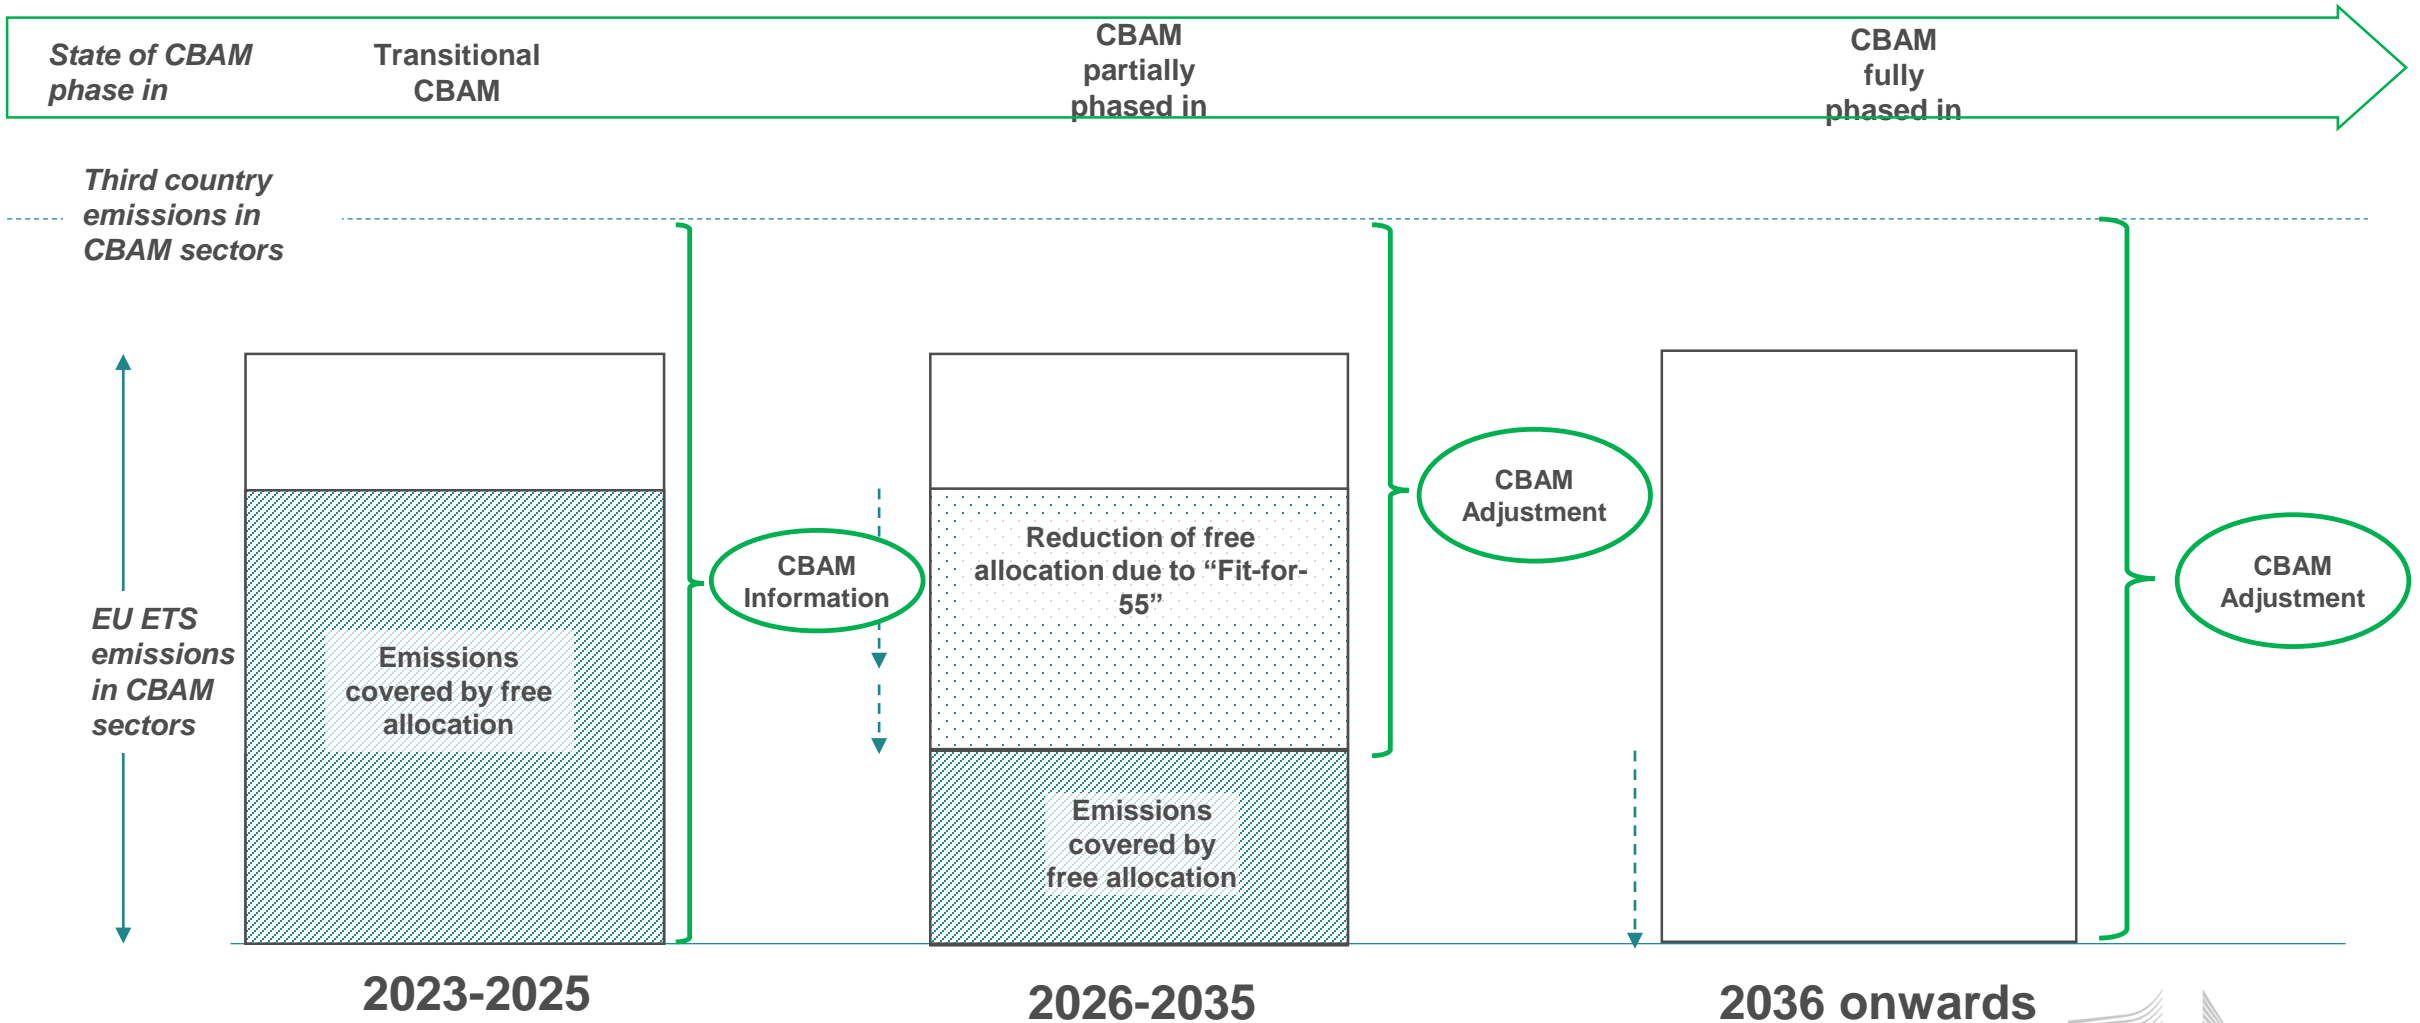 State of CBAM
phase in
Transitional
CBAM
CBAM
partially
phased in
CBAM
fully
phased in
Third country
emissions in
CBAM sectors
EU ETS
emissions
in CBAM
sectors
Emissions
covered by free
allocation
CBAM
Information
Reduction of free
allocation due to “Fit-for-
55”
Emissions
covered by
free allocation
CBAM
Adjustment
CBAM
Adjustment
2023-2025
2026-2035
2036 onwards